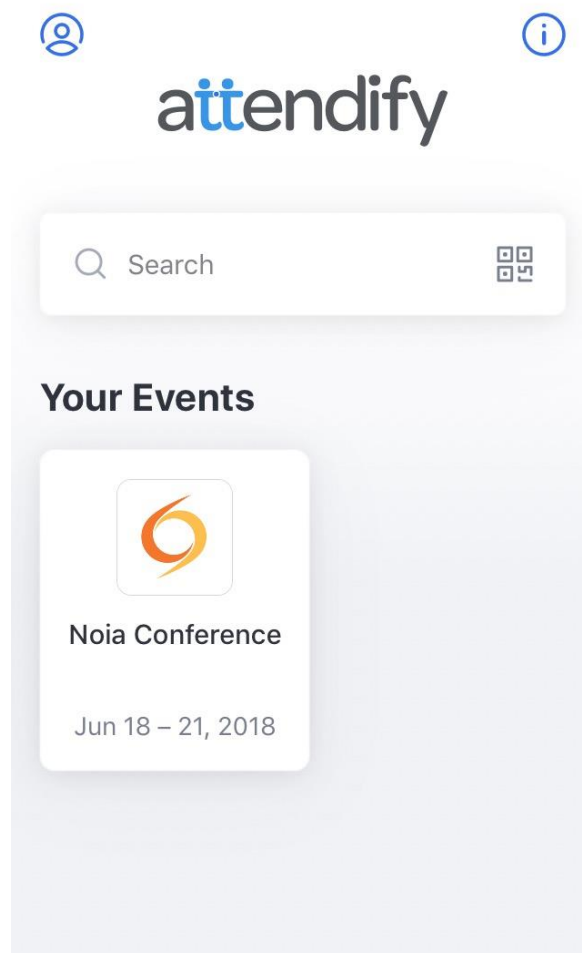 attendify
Search
Your Events
Noia Conference
Jun 18 – 21, 2018